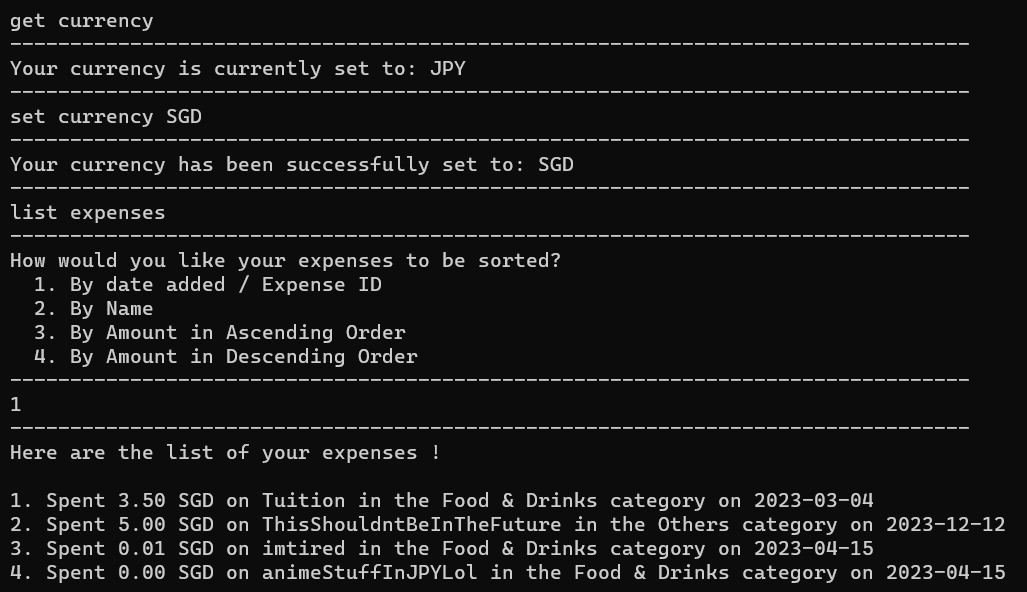 get currency
--------------------------------------------------------------------------------
Your currency is currently set to: JPY
--------------------------------------------------------------------------------
set currency SGD
--------------------------------------------------------------------------------
Your currency has been successfully set to: SGD
--------------------------------------------------------------------------------
list expenses
--------------------------------------------------------------------------------
How would you like your expenses to be sorted?
  1. By date added / Expense ID
  2. By Name
  3. By Amount in Ascending Order
  4. By Amount in Descending Order
--------------------------------------------------------------------------------
1
--------------------------------------------------------------------------------
Here are the list of your expenses !

1. Spent 3.50 SGD on Tuition in the Food & Drinks category on 2023-03-04
2. Spent 5.00 SGD on ThisShouldntBeInTheFuture in the Others category on 2023-12-12
3. Spent 0.01 SGD on imtired in the Food & Drinks category on 2023-04-15
4. Spent 0.00 SGD on animeStuffInJPYLol in the Food & Drinks category on 2023-04-15